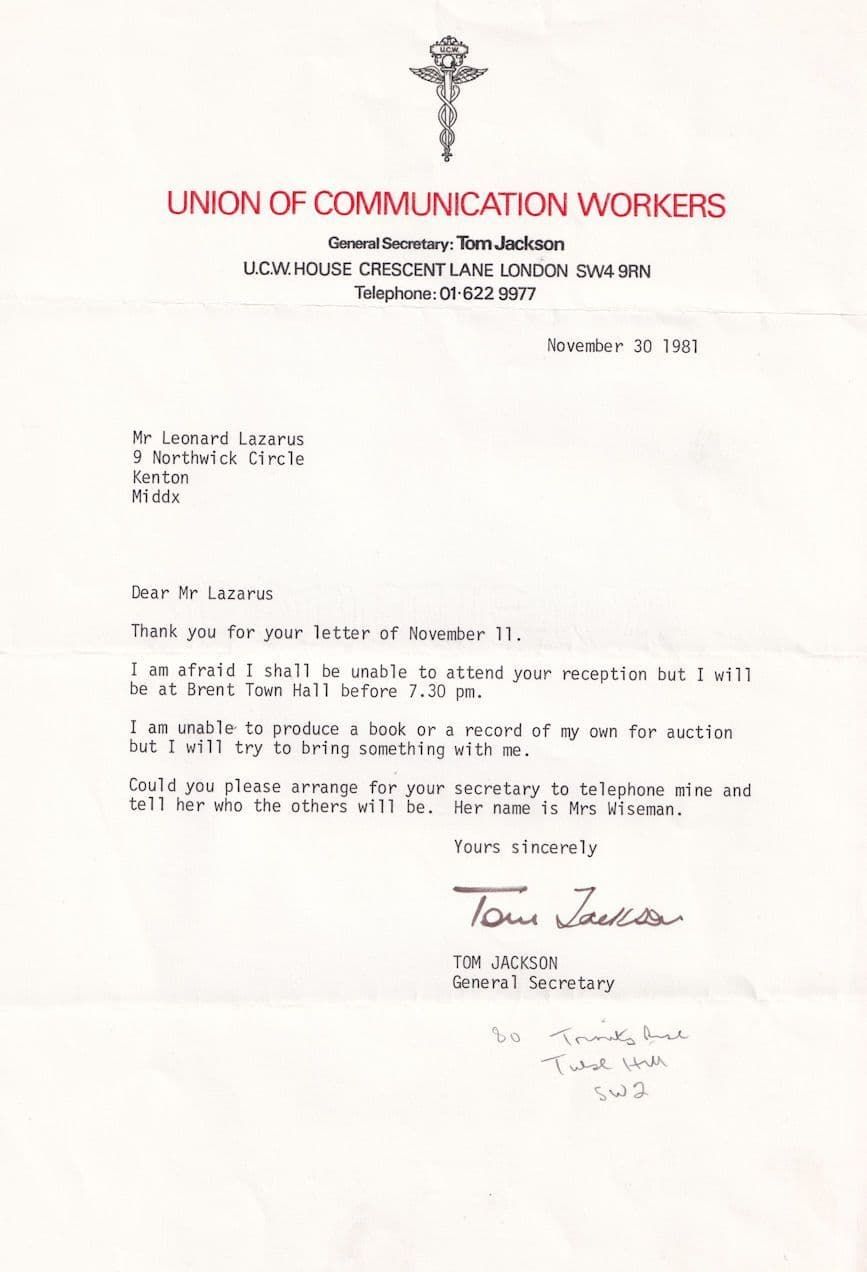 U.C.W.
UNION OF COMMUNICATION WORKERS
General Secretary: Tom Jackson
U.C.W. HOUSE CRESCENT LANE LONDON SW4 9RN
Telephone: 01·622 9977
November 30 1981
Mr Leonard Lazarus
9 Northwick Circle
Kenton
Middx
Dear Mr Lazarus
Thank you for your letter of November 11.
I am afraid I shall be unable to attend your reception but I will
be at Brent Town Hall before 7.30 pm.
I am unable to produce a book or a record of my own for auction
but I will try to bring something with me.
Could you please arrange for your secretary to telephone mine and
tell her who the others will be. Her name is Mrs Wiseman.
Yours sincerely
Tom Jackson
TOM JACKSON
General Secretary
80 Trinity Rise
Tulse Hill
SW2